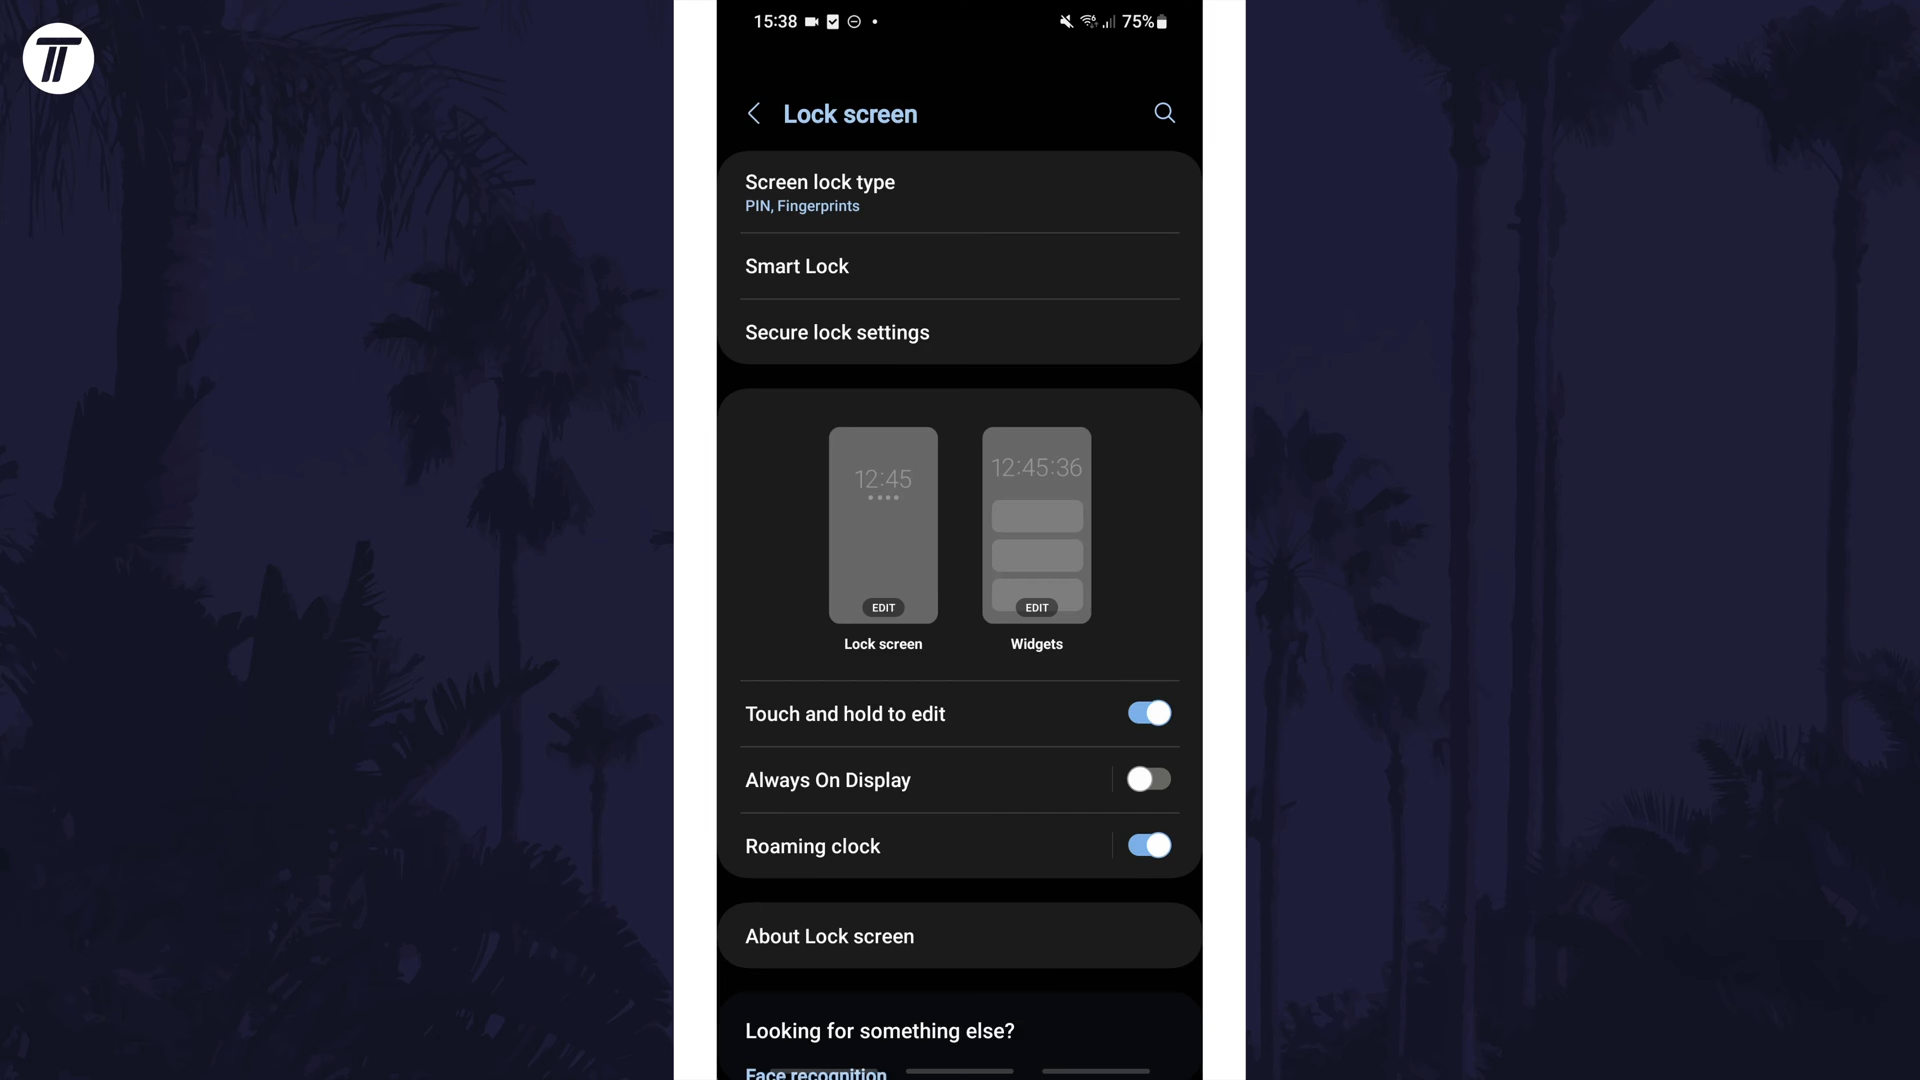 15:38
75%
Lock screen
Screen lock type
PIN, Fingerprints
Smart Lock
Secure lock settings
12:45
12:45:36
EDIT
EDIT
Lock screen
Widgets
Touch and hold to edit
Always On Display
Roaming clock
About Lock screen
Looking for something else?
Face recognition